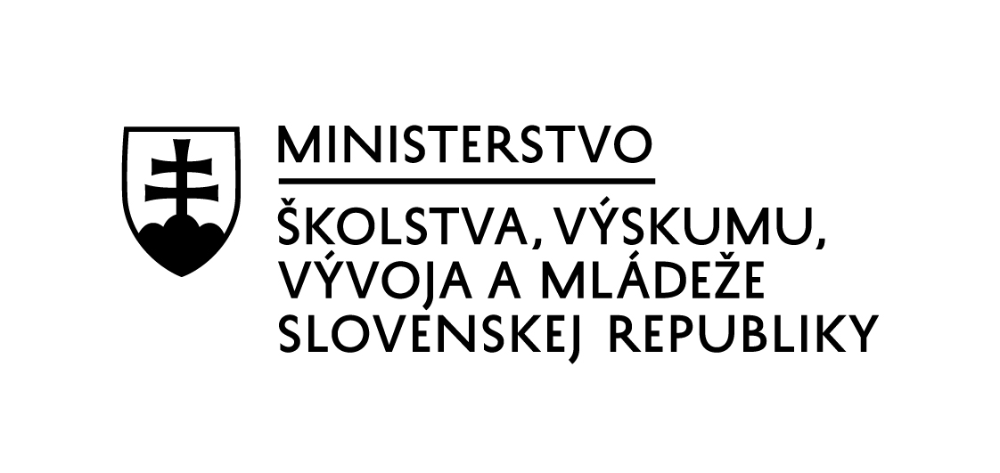 MINISTERSTVO
ŠKOLSTVA, VÝSKUMU,
VÝVOJA A MLÁDEŽE
SLOVENSKEJ REPUBLIKY